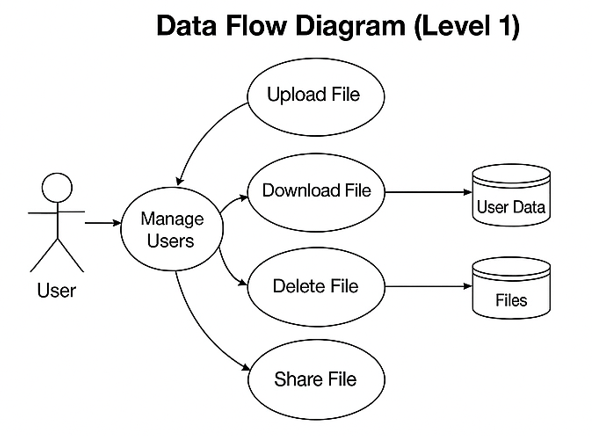 Data Flow Diagram (Level 1)
Upload File
Download File
User Data
Manage
Users
User
Delete File
Files
Share File